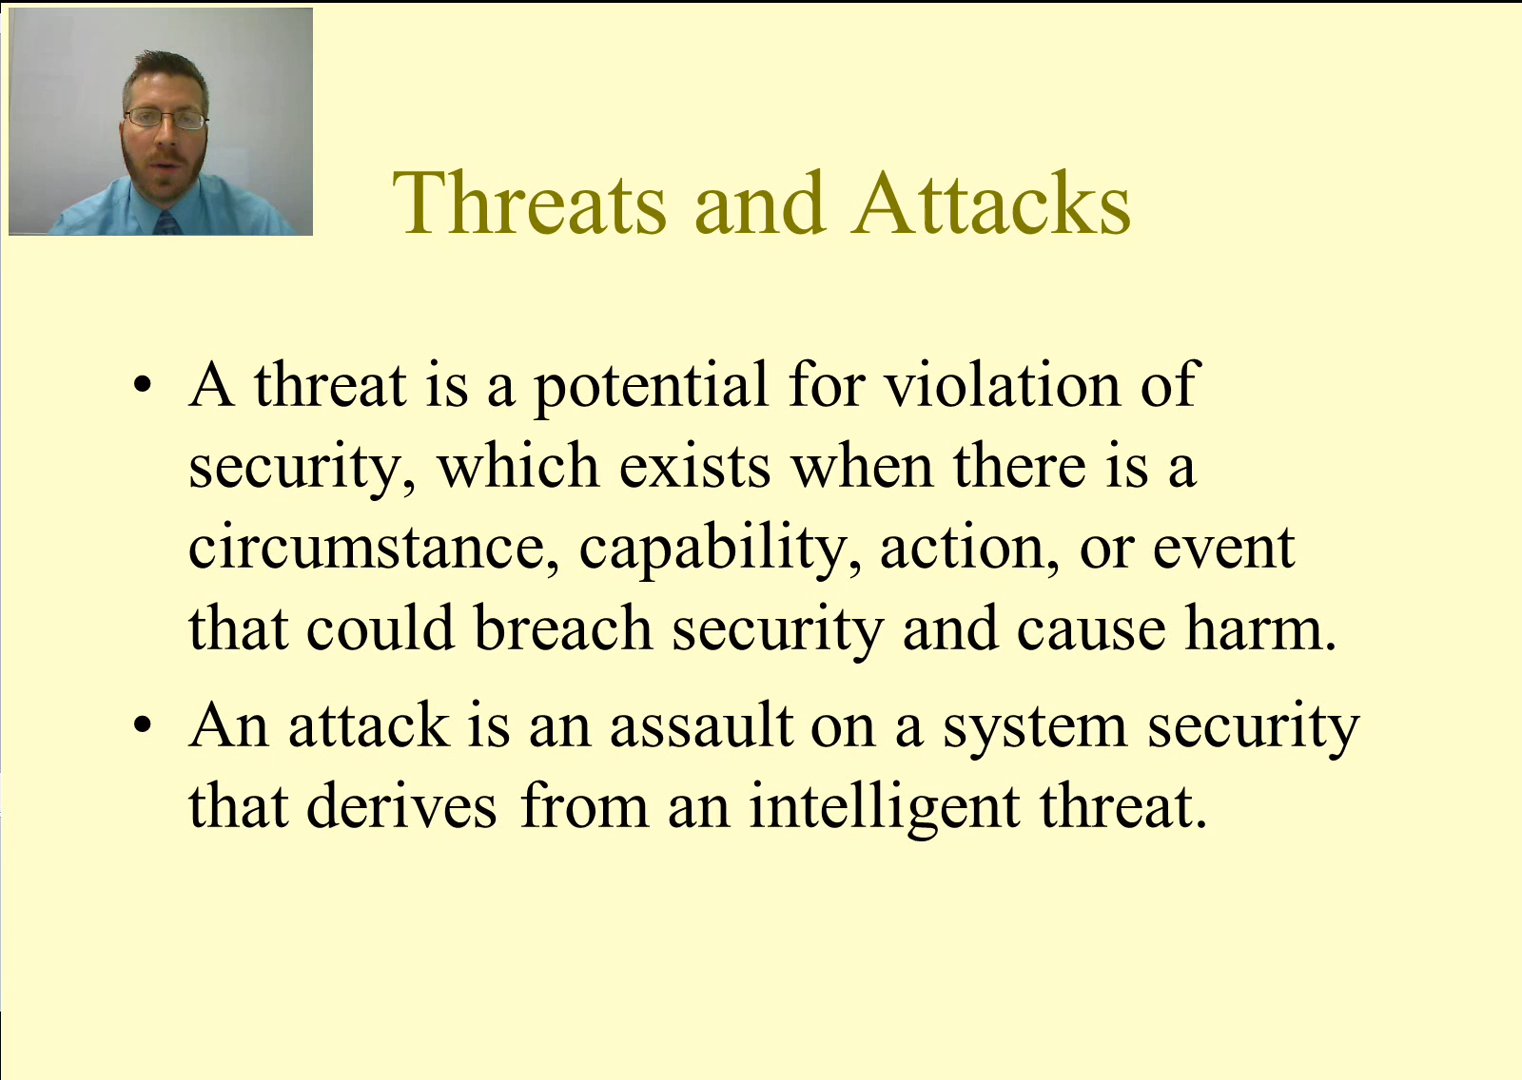 Threats and Attacks
• A threat is a potential for violation of
security, which exists when there is a
circumstance, capability, action, or event
that could breach security and cause harm.
• An attack is an assault on a system security
that derives from an intelligent threat.